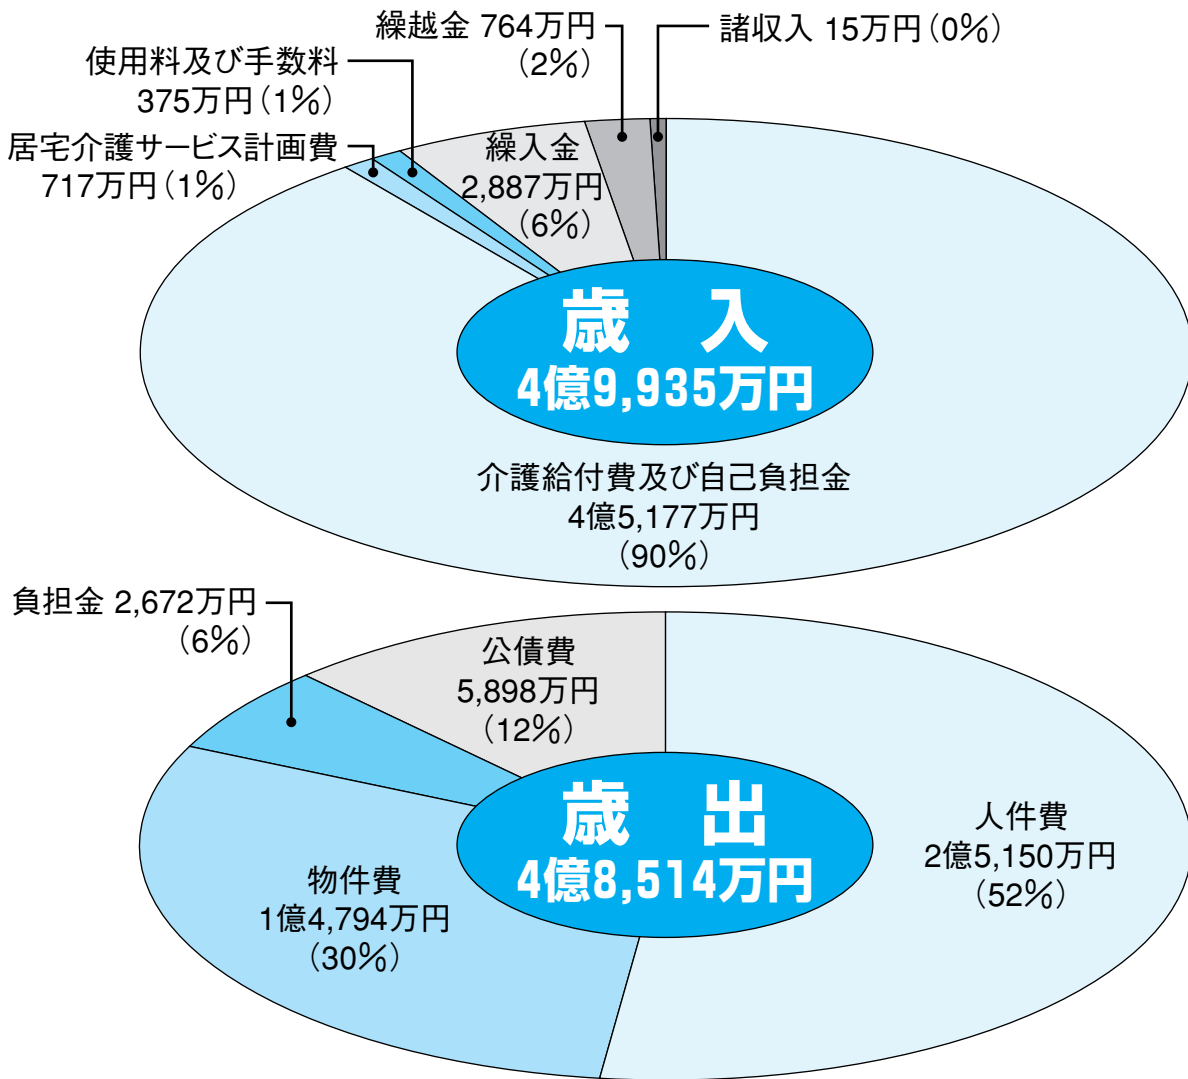 繰越金 764万円
（2％）
諸収入 15万円（0％）
使用料及び手数料
375万円（1％）
居宅介護サービス計画費
717万円（1％）
繰入金
2,887万円
（6％）
歳 入
4億9,935万円
介護給付費及び自己負担金
4億5,177万円
（90％）
負担金 2,672万円
（6％）
公債費
5,898万円
（12％）
歳 出
4億8,514万円
人件費
2億5,150万円
（52％）
物件費
1億4,794万円
（30％）